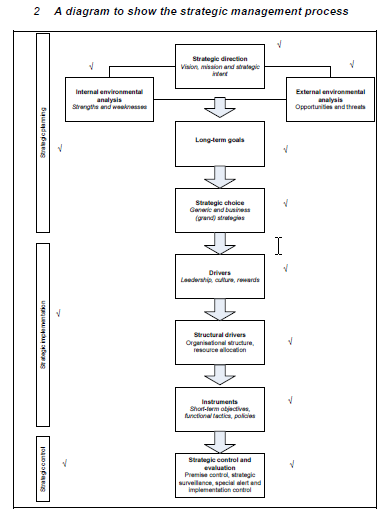 2 A diagram to show the strategic management process
√
Strategic direction
Vision, mission and strategic
intent
√
√
Internal environmental
analysis
Strengths and weaknesses
External environmental
analysis
Opportunities and threats
Strategic planning
√
Long-term goals
√
Strategic choice
Generic and business
(grand) strategies
√
Drivers
Leadership, culture, rewards
√
Strategic implementation
√
Structural drivers
Organisational structure,
resource allocation
√
Instruments
Short-term objectives,
functional tactics, policies
√
Strategic control
√
Strategic control and
evaluation
Premise control, strategic
surveillance, special alert and
implementation control
√